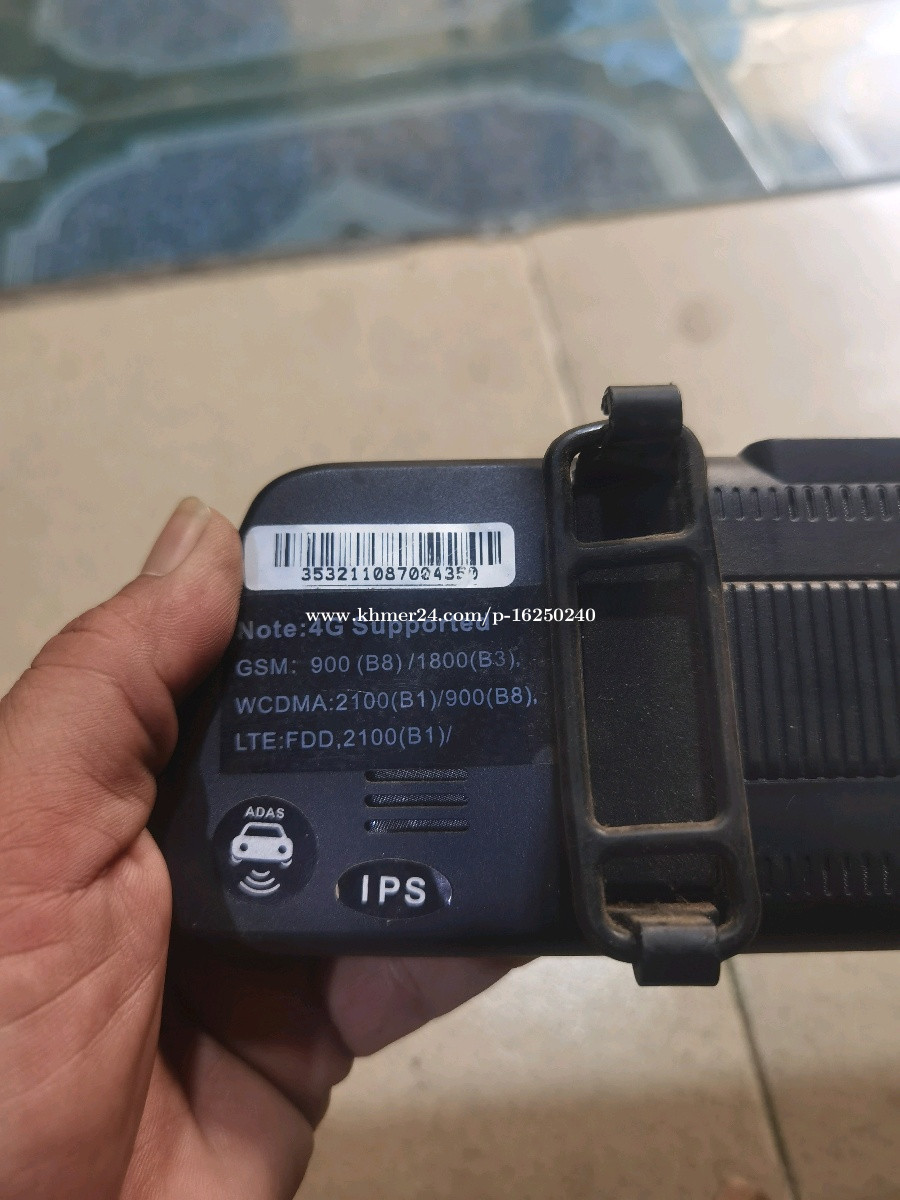 353211087004350
www.khmer24.com/p-16250240
Note:4G Supported
GSM: 900 (B8) /1800(B3),
WCDMA:2100(B1)/900(B8),
LTE:FDD,2100(B1)/
ADAS
IPS